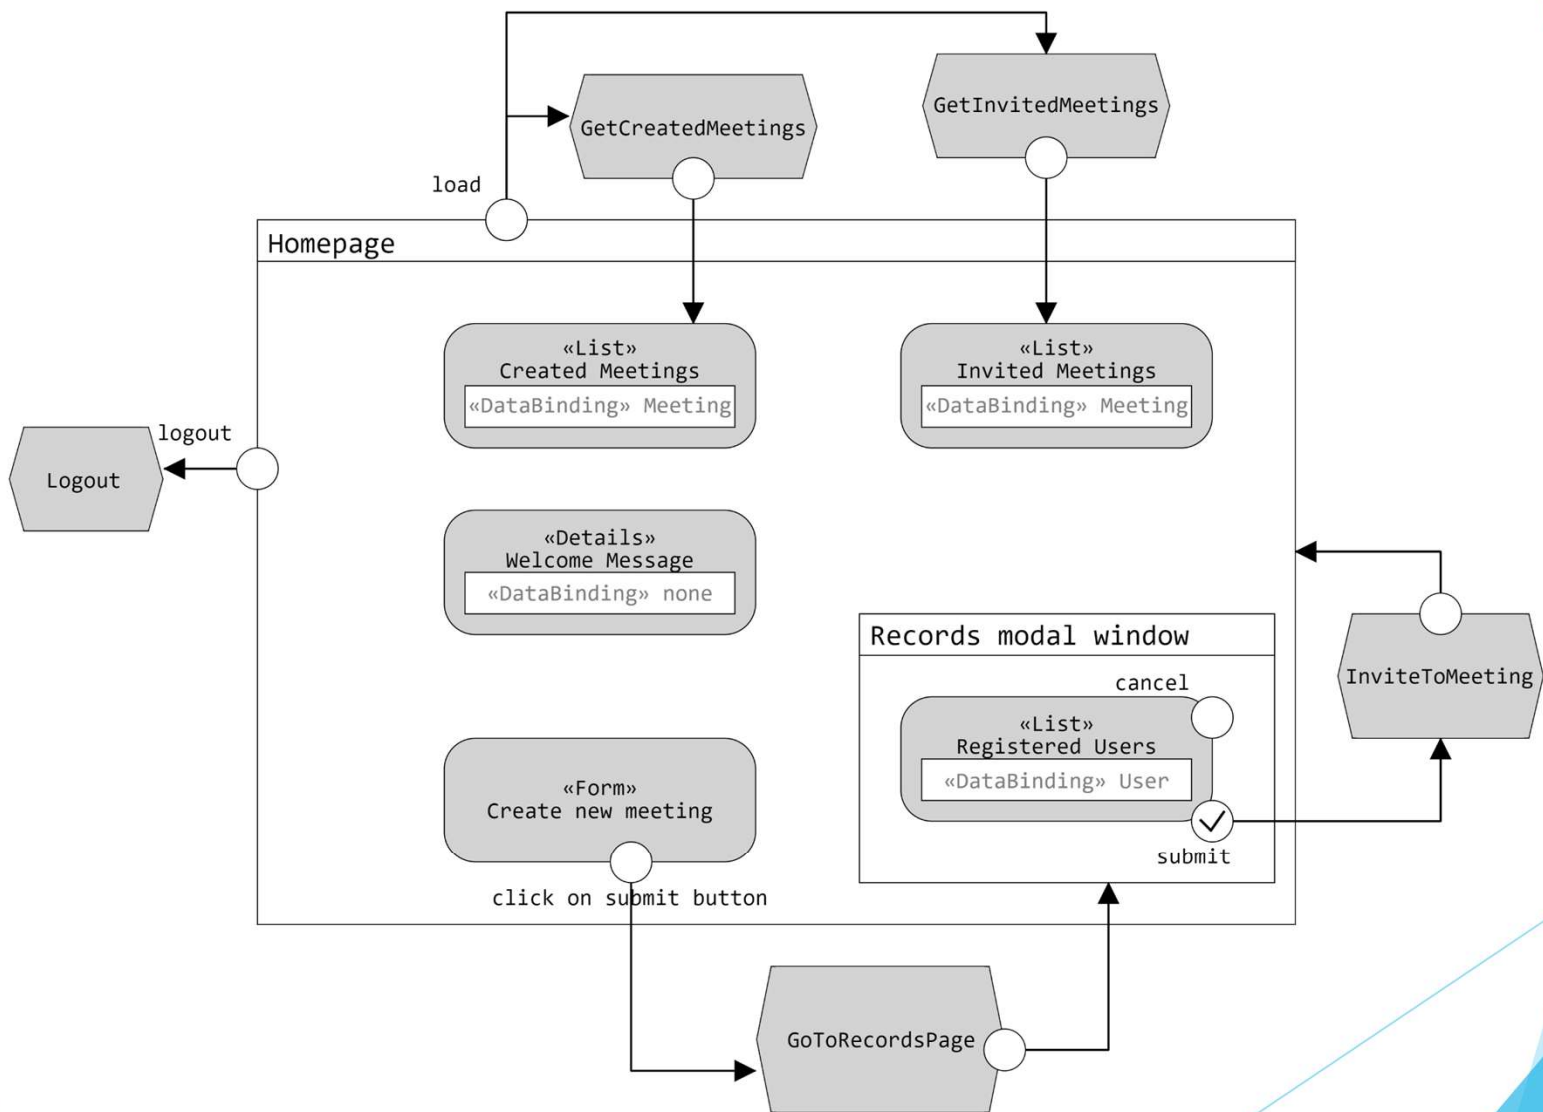 GetInvitedMeetings
GetCreatedMeetings
load
Homepage
«List»
Created Meetings
«DataBinding» Meeting
«List»
Invited Meetings
«DataBinding» Meeting
logout
Logout
«Details»
Welcome Message
«DataBinding» none
Records modal window
cancel
«List»
Registered Users
«DataBinding» User
submit
InviteToMeeting
«Form»
Create new meeting
click on submit button
GoToRecordsPage